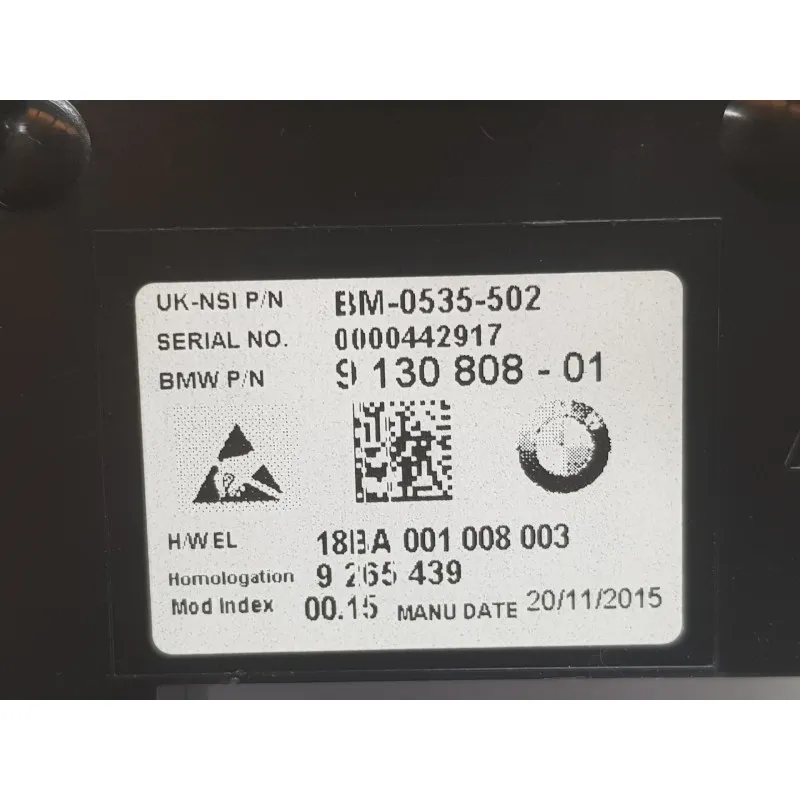 UK-NSI P/N BM-0535-502
SERIAL NO. 0000442917
BMW P/N 9 130 808 - 01
H/W EL 18BA 001 008 003
Homologation 9 265 439
Mod Index 00.15 MANU DATE 20/11/2015